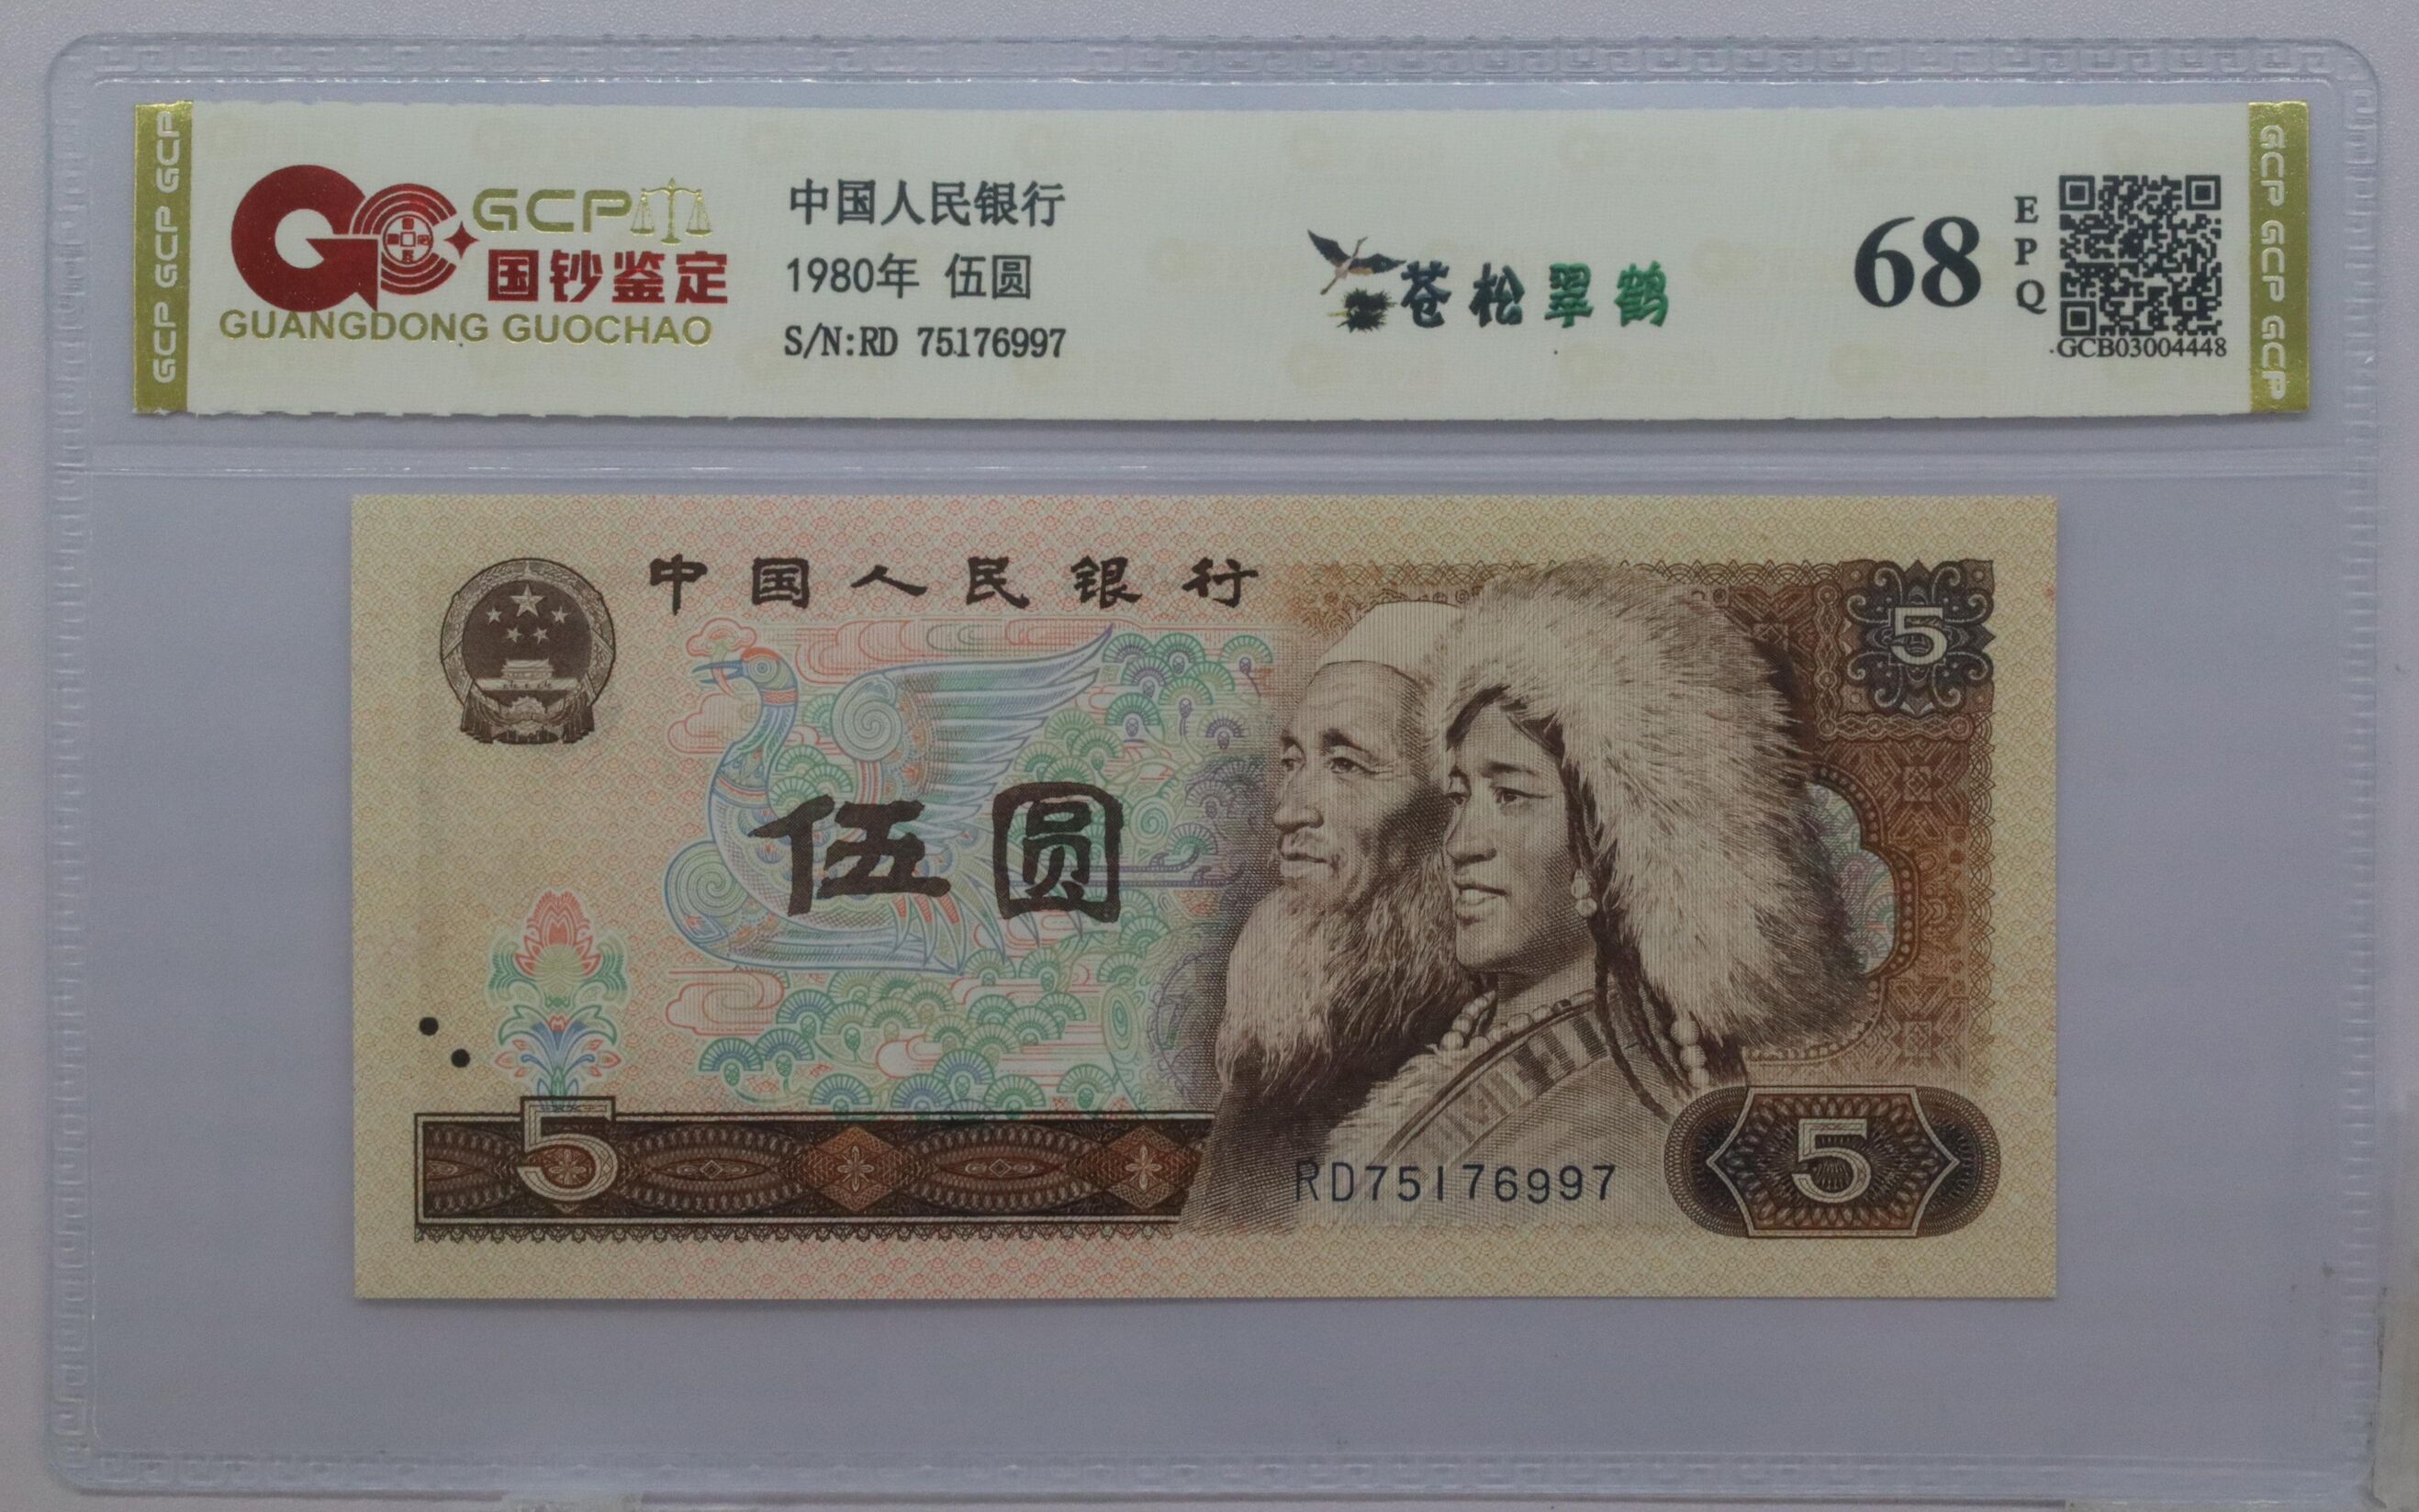 GCP GCP GCP
GCP
国钞鉴定
GUANGDONG GUOCHAO
中国人民银行
1980年 伍圆
S/N:RD 75176997
苍松翠鹤
68
EPQ
GCB03004448
GCP GCP GCP
中国人民银行
5
伍圆
5
RD75176997
5